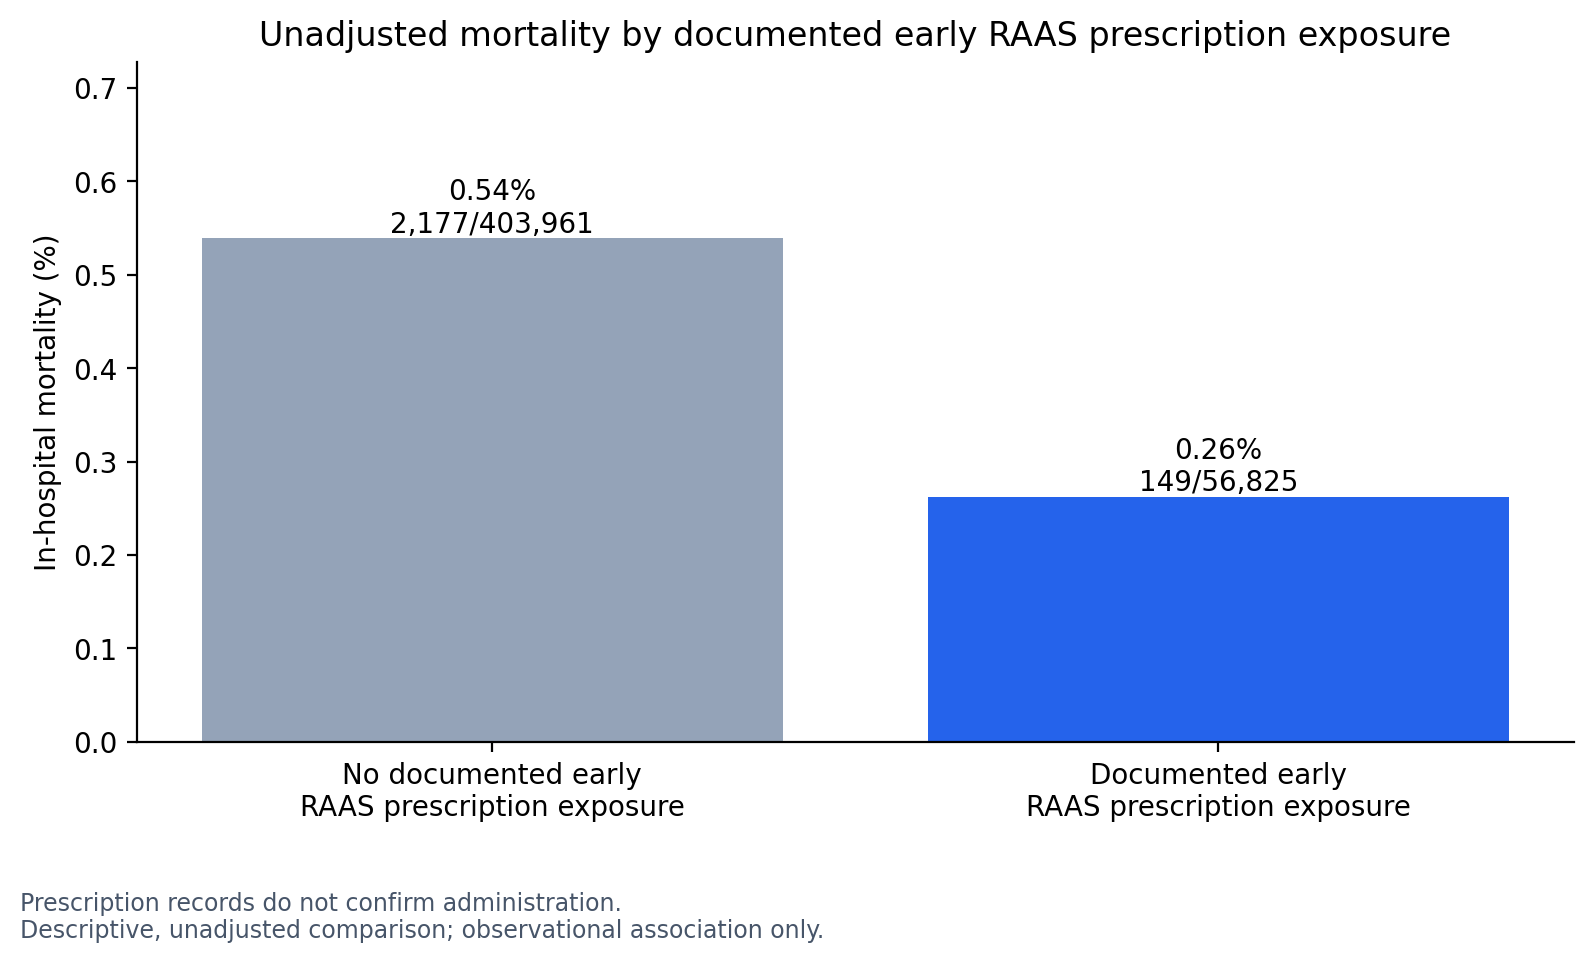 Unadjusted mortality by documented early RAAS prescription exposure
In-hospital mortality (%)
0.7
0.6
0.5
0.4
0.3
0.2
0.1
0.0
0.54%
2,177/403,961
0.26%
149/56,825
No documented early
RAAS prescription exposure
Documented early
RAAS prescription exposure
Prescription records do not confirm administration.
Descriptive, unadjusted comparison; observational association only.